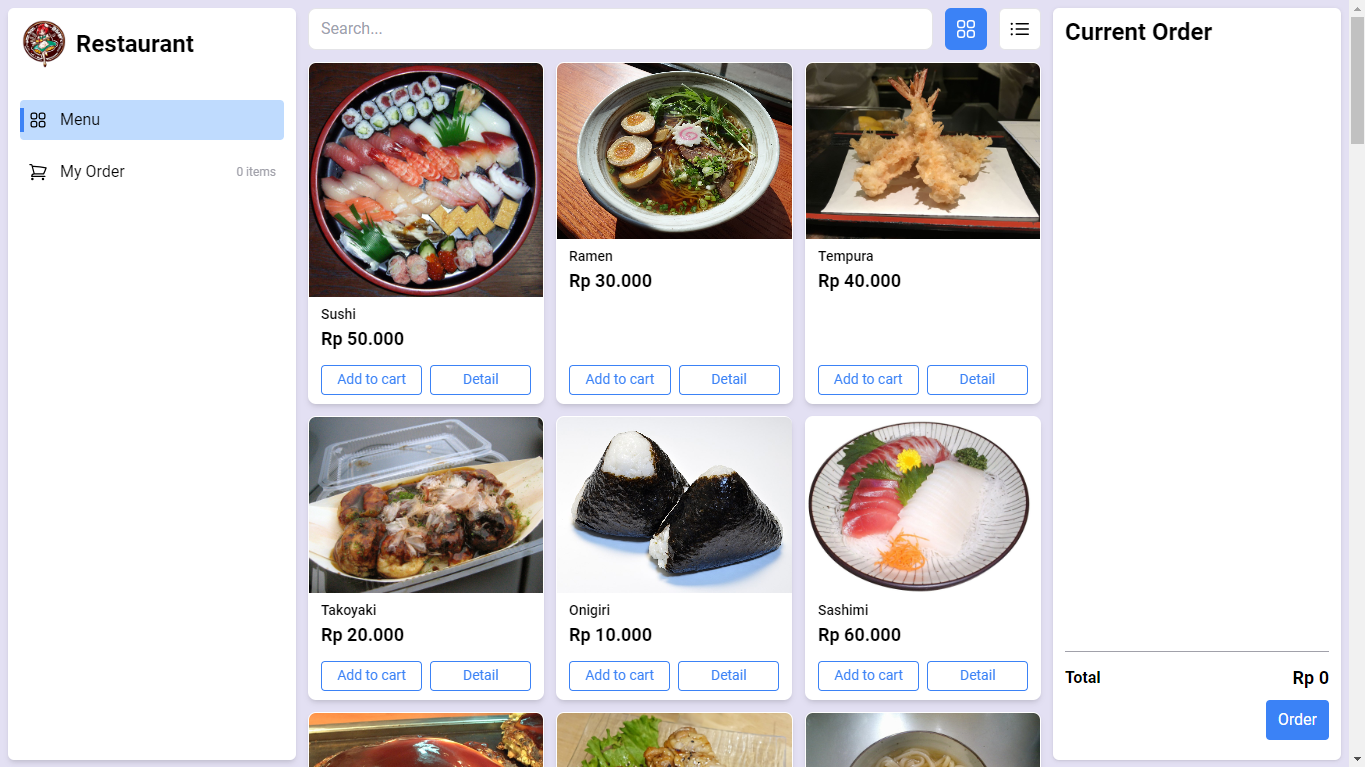 Restaurant
Menu
My Order
0 items
Search...
Sushi
Rp 50.000
Add to cart
Detail
Ramen
Rp 30.000
Add to cart
Detail
Tempura
Rp 40.000
Add to cart
Detail
Takoyaki
Rp 20.000
Add to cart
Detail
Onigiri
Rp 10.000
Add to cart
Detail
Sashimi
Rp 60.000
Add to cart
Detail
Current Order
Total
Rp 0
Order